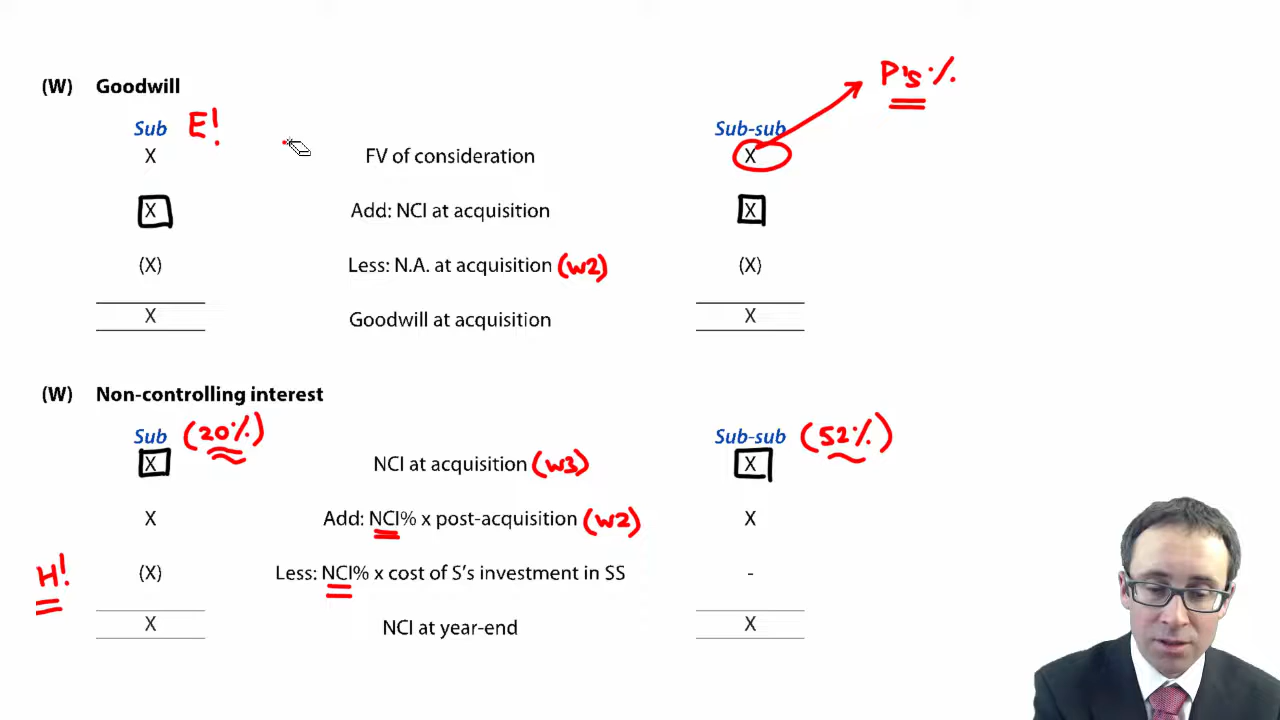 (W) Goodwill P's %
Sub E! Sub-sub
X FV of consideration X
X Add: NCI at acquisition X
(X) Less: N.A. at acquisition (W2) (X)
X Goodwill at acquisition X
(W) Non-controlling interest
Sub (20%) Sub-sub (52%)
X NCI at acquisition (W3) X
X Add: NCI% x post-acquisition (W2) X
H! (X) Less: NCI% x cost of S's investment in SS -
X NCI at year-end X